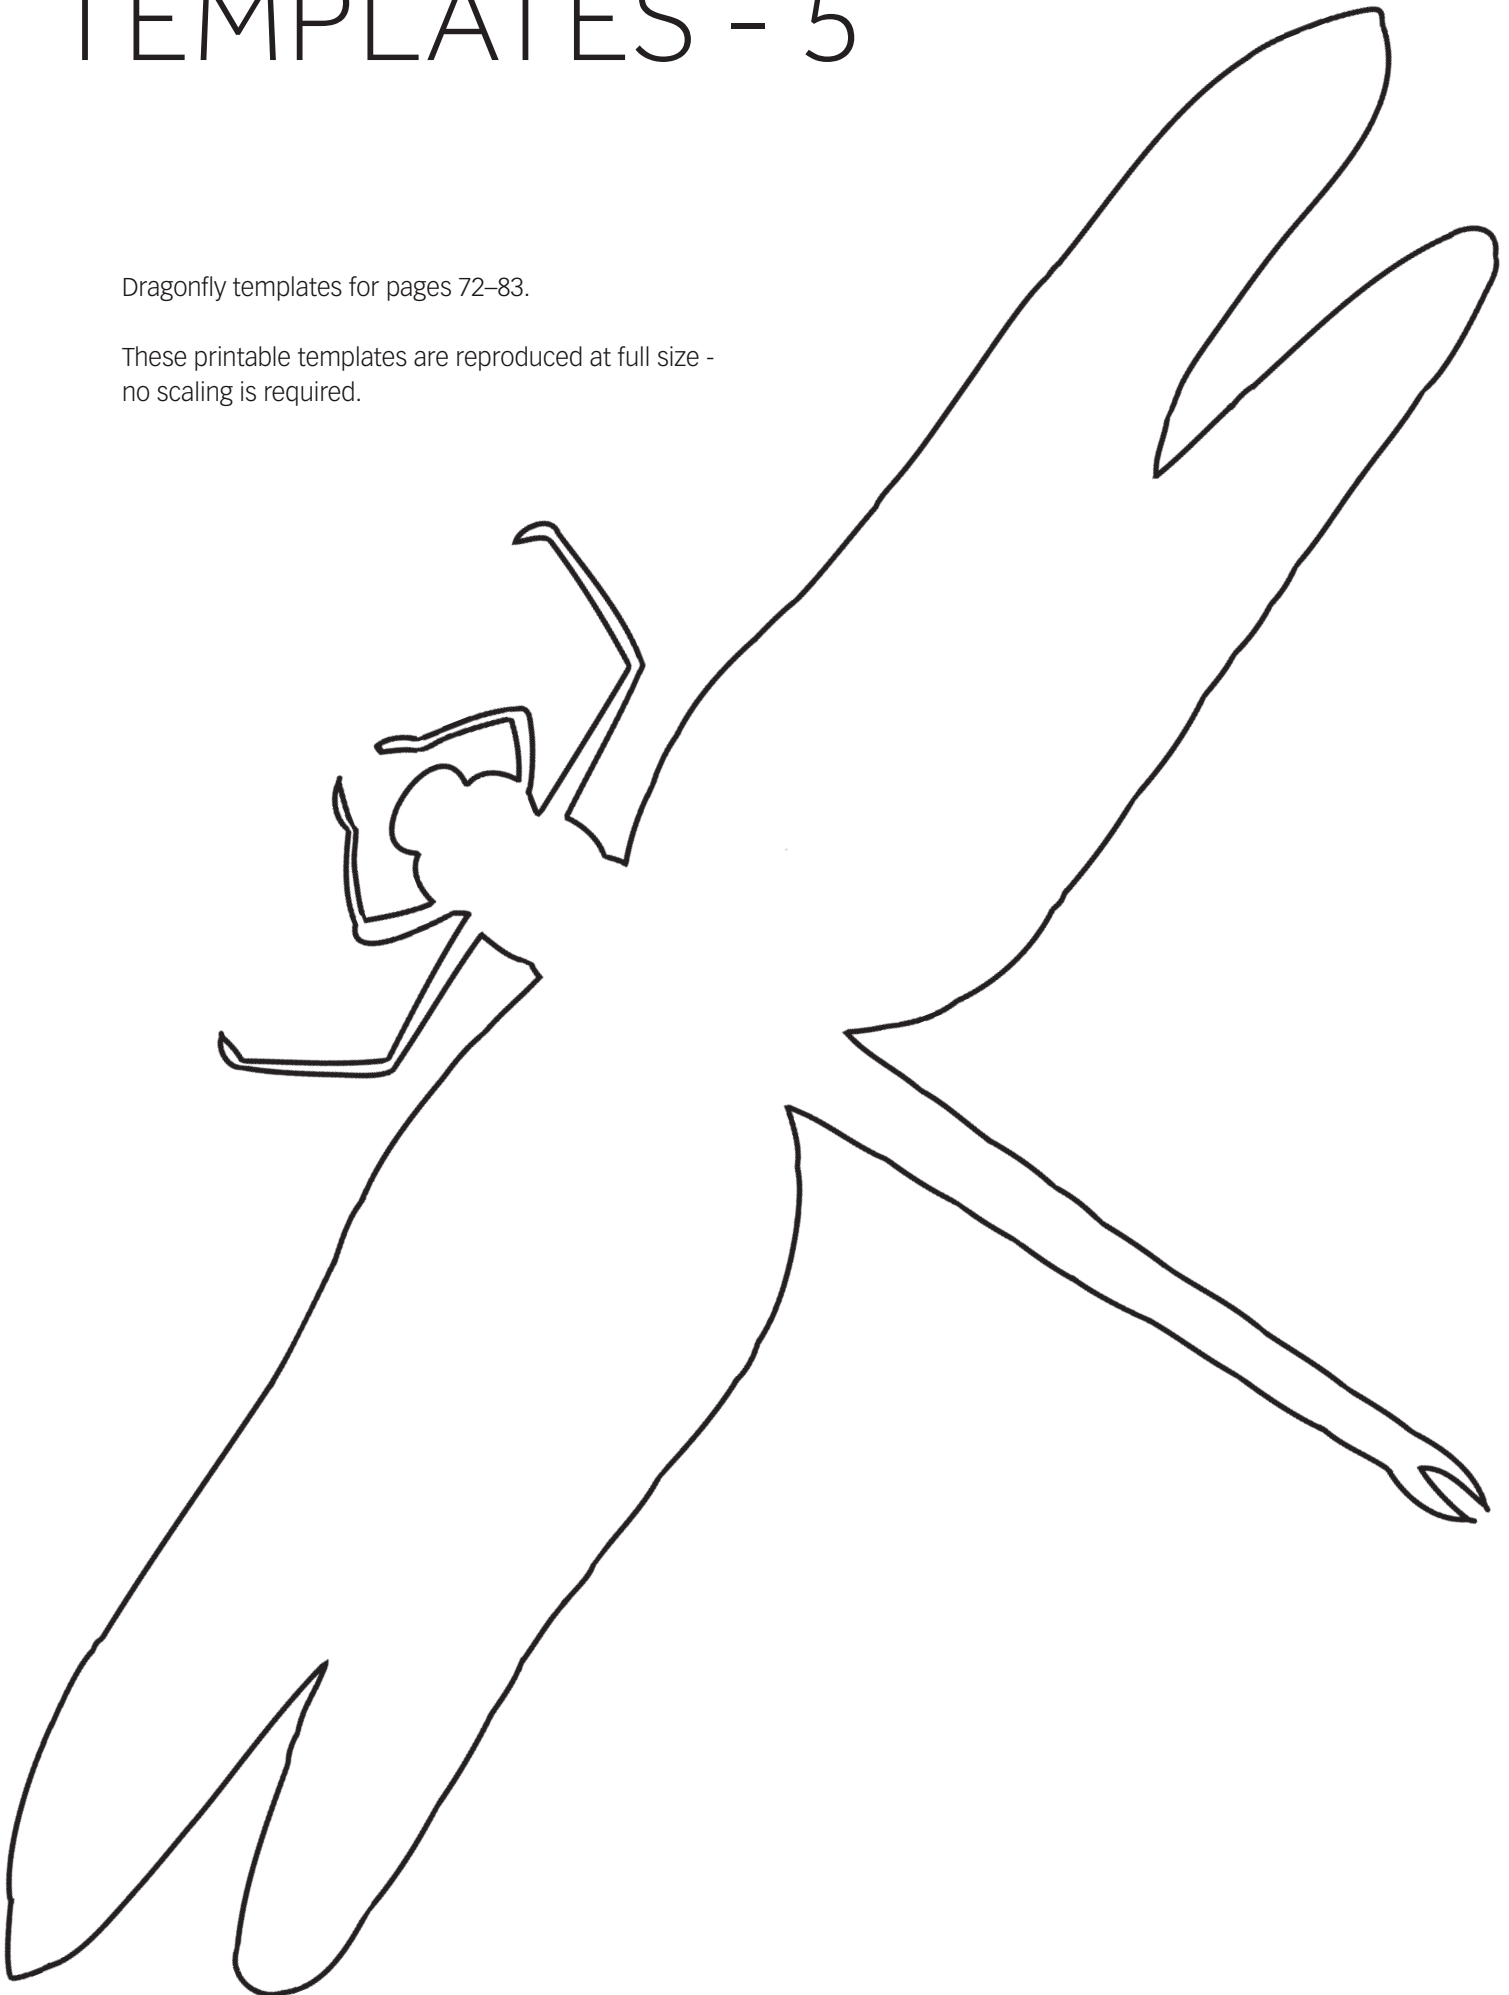 TEMPLATES - 5
Dragonfly templates for pages 72–83.
These printable templates are reproduced at full size -
no scaling is required.